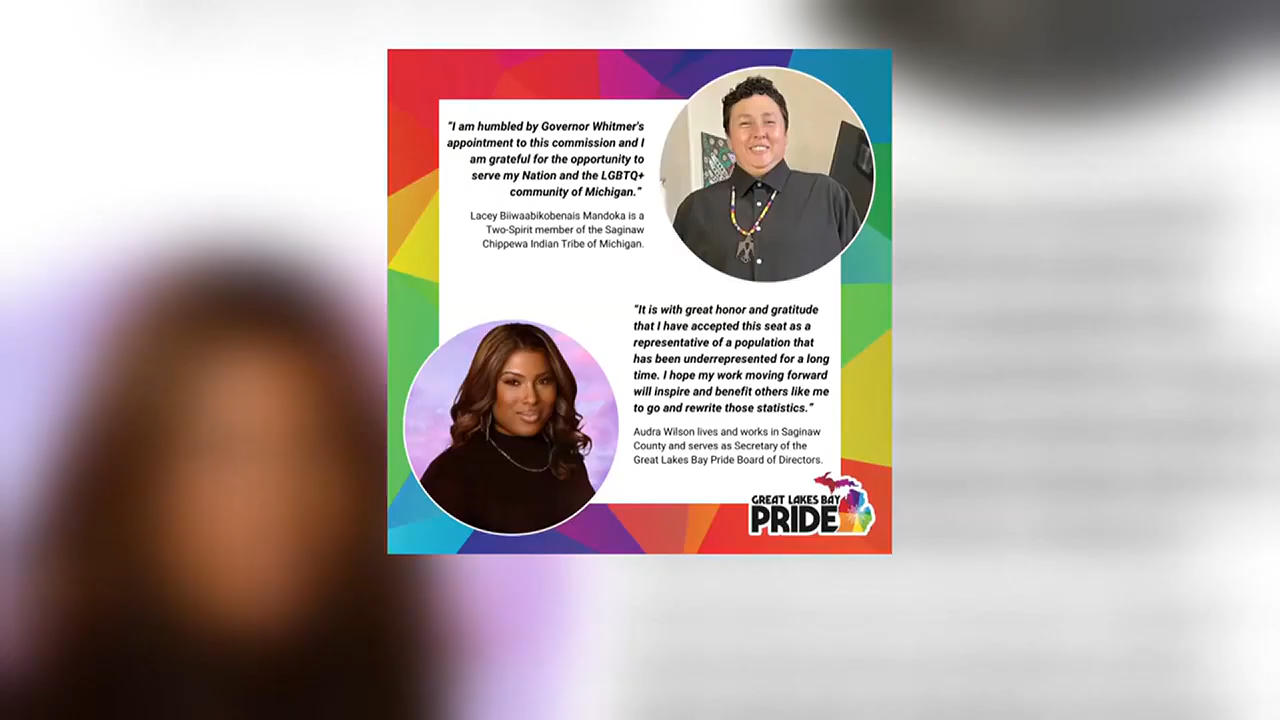 "I am humbled by Governor Whitmer's
appointment to this commission and I
am grateful for the opportunity to
serve my Nation and the LGBTQ+
community of Michigan."
Lacey Biiwaabikobenais Mandoka is a
Two-Spirit member of the Saginaw
Chippewa Indian Tribe of Michigan.
"It is with great honor and gratitude
that I have accepted this seat as a
representative of a population that
has been underrepresented for a long
time. I hope my work moving forward
will inspire and benefit others like me
to go and rewrite those statistics."
Audra Wilson lives and works in Saginaw
County and serves as Secretary of the
Great Lakes Bay Pride Board of Directors.
GREAT LAKES BAY
PRIDE